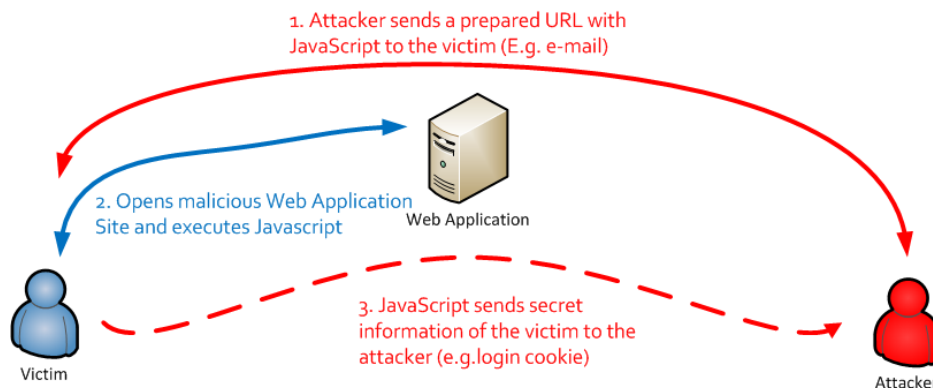 1. Attacker sends a prepared URL with
JavaScript to the victim (E.g. e-mail)
2. Opens malicious Web Application
Site and executes Javascript
Web Application
3. JavaScript sends secret
information of the victim to the
attacker (e.g.login cookie)
Victim
Attacker